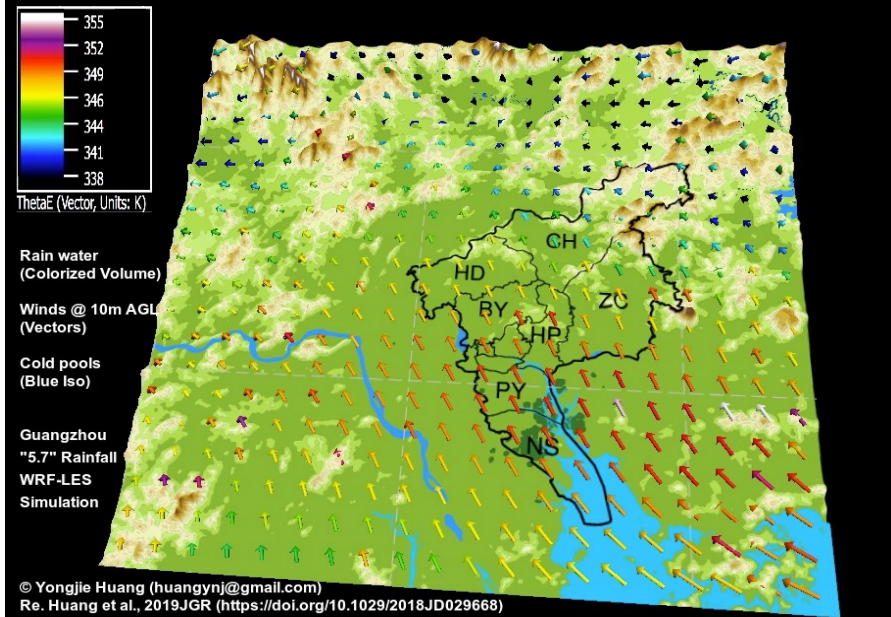 355
352
349
346
344
341
338
ThetaE (Vector, Units: K)
Rain water
(Colorized Volume)
Winds @ 10m AGL
(Vectors)
Cold pools
(Blue Iso)
Guangzhou
"5.7" Rainfall
WRF-LES
Simulation
CH
HD
BY
ZC
HP
PY
NS
© Yongjie Huang (huangynj@gmail.com)
Re. Huang et al., 2019JGR (https://doi.org/10.1029/2018JD029668)